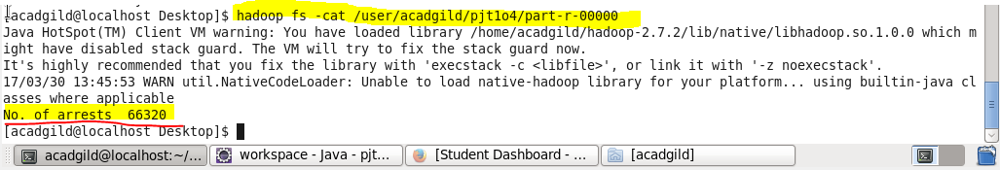 [acadgild@localhost Desktop]$ hadoop fs -cat /user/acadgild/pjt1o4/part-r-00000
Java HotSpot(TM) Client VM warning: You have loaded library /home/acadgild/hadoop-2.7.2/lib/native/libhadoop.so.1.0.0 which m
ight have disabled stack guard. The VM will try to fix the stack guard now.
It's highly recommended that you fix the library with 'execstack -c <libfile>', or link it with '-z noexecstack'.
17/03/30 13:45:53 WARN util.NativeCodeLoader: Unable to load native-hadoop library for your platform... using builtin-java cl
asses where applicable
No. of arrests  66320
[acadgild@localhost Desktop]$
acadgild@localhost:~/... workspace - Java - pjt... [Student Dashboard - ... [acadgild]